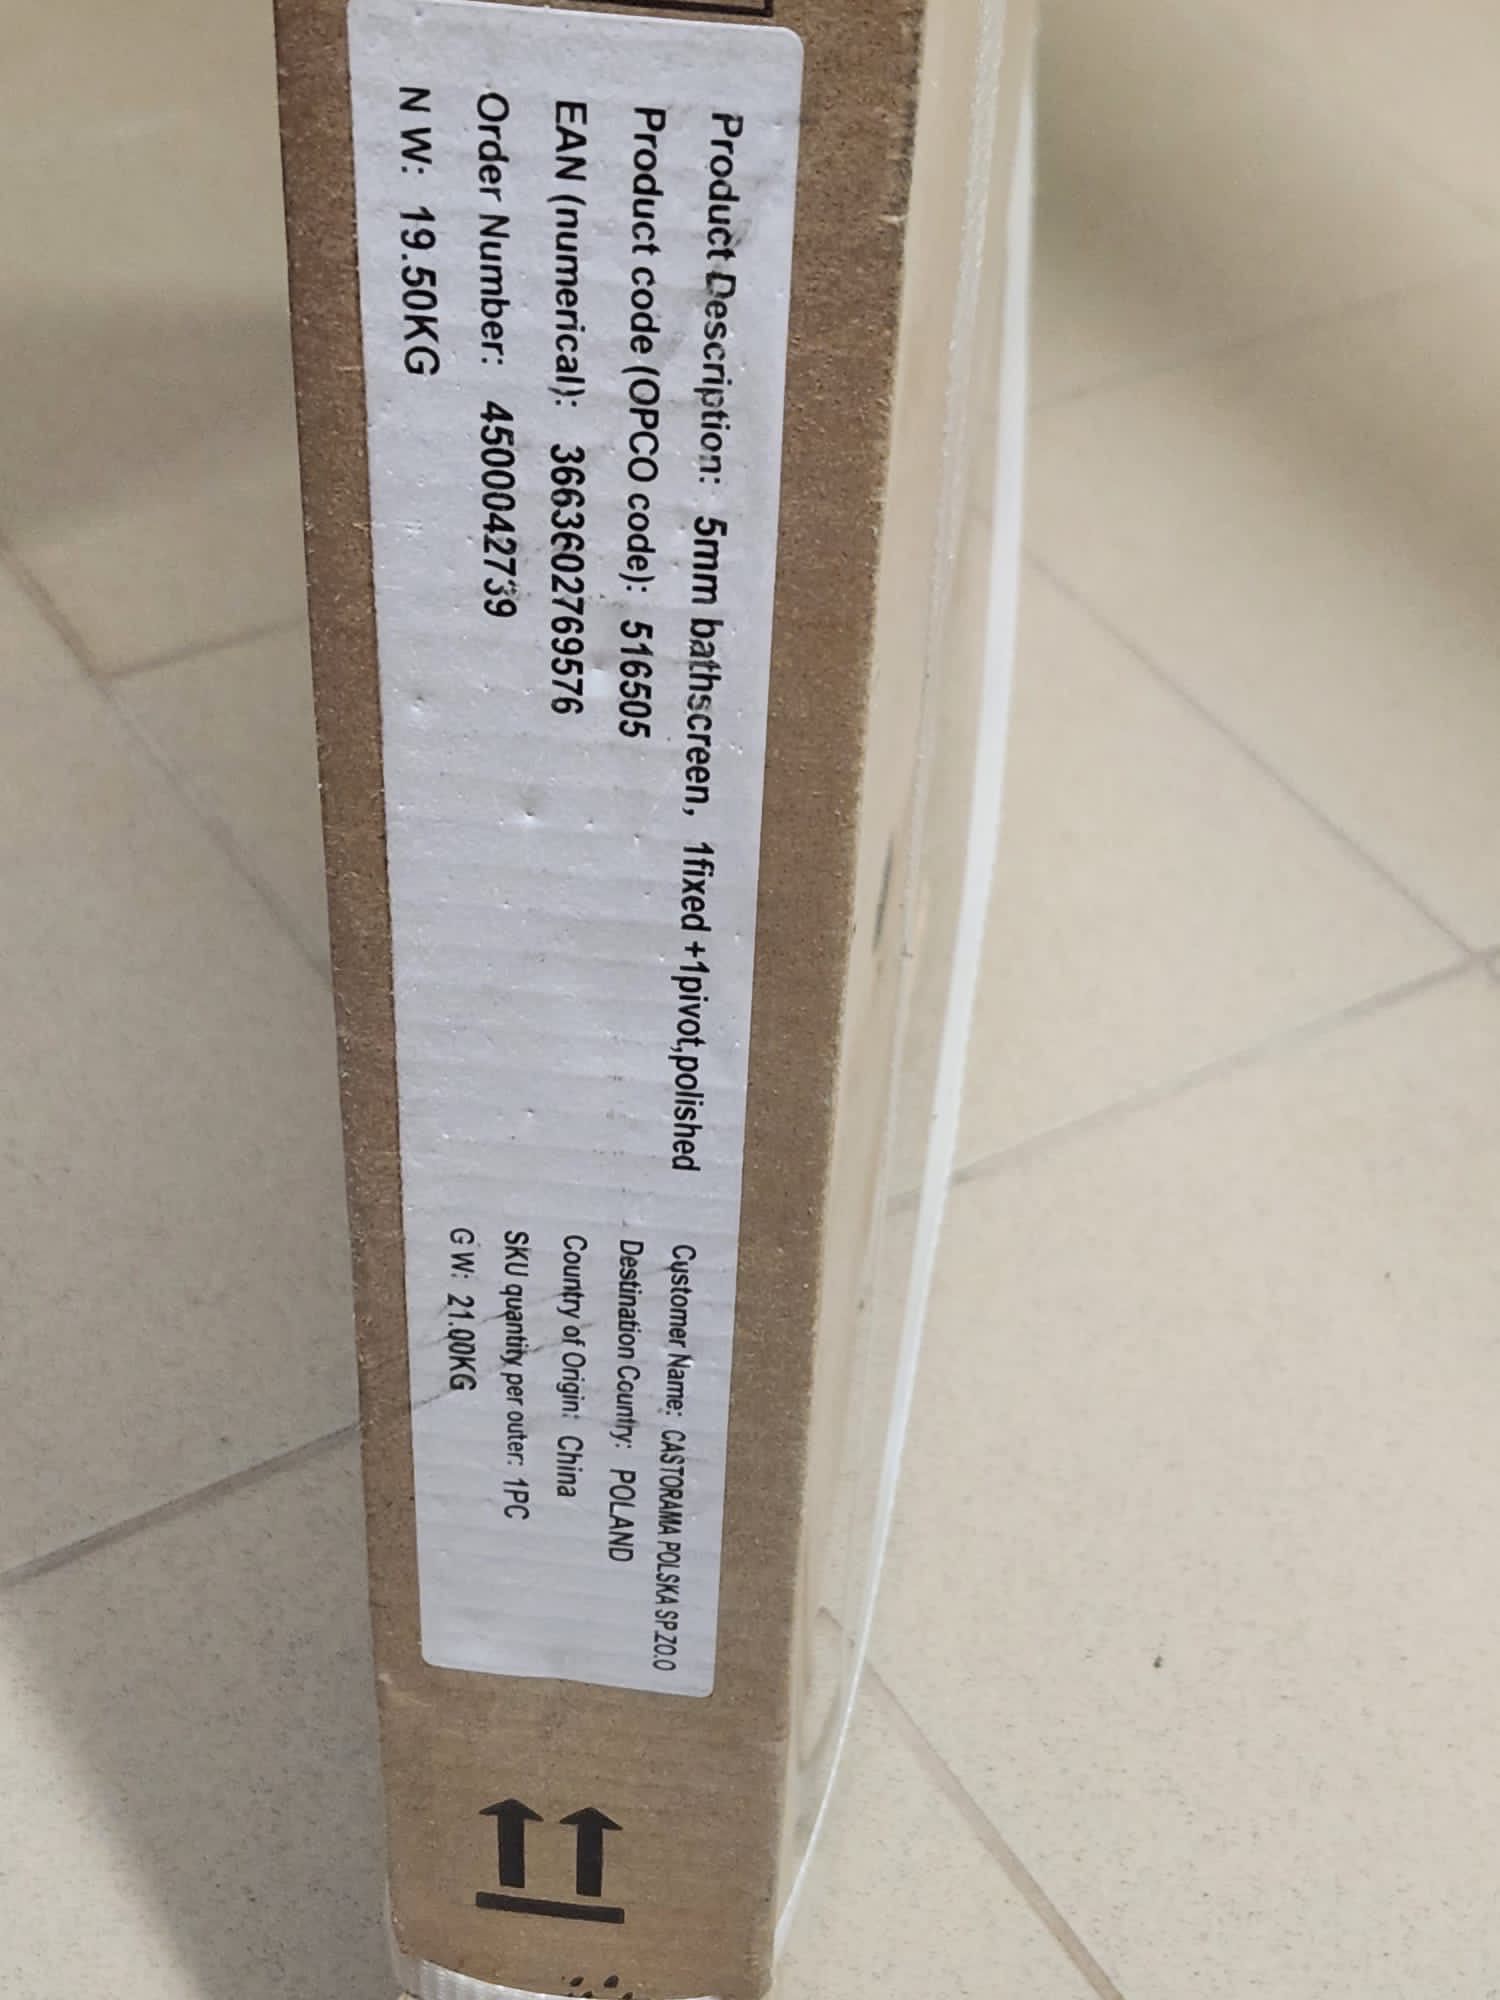 Product Description: 5mm bathscreen, 1fixed +1pivot,polished
Product code (OPCO code): 516505
EAN (numerical): 3663602769576
Order Number: 4500042739
N W: 19.50KG
Customer Name: CASTORAMA POLSKA SP.ZO.O
Destination Country: POLAND
Country of Origin: China
SKU quantity per outer: 1PC
G W: 21.00KG